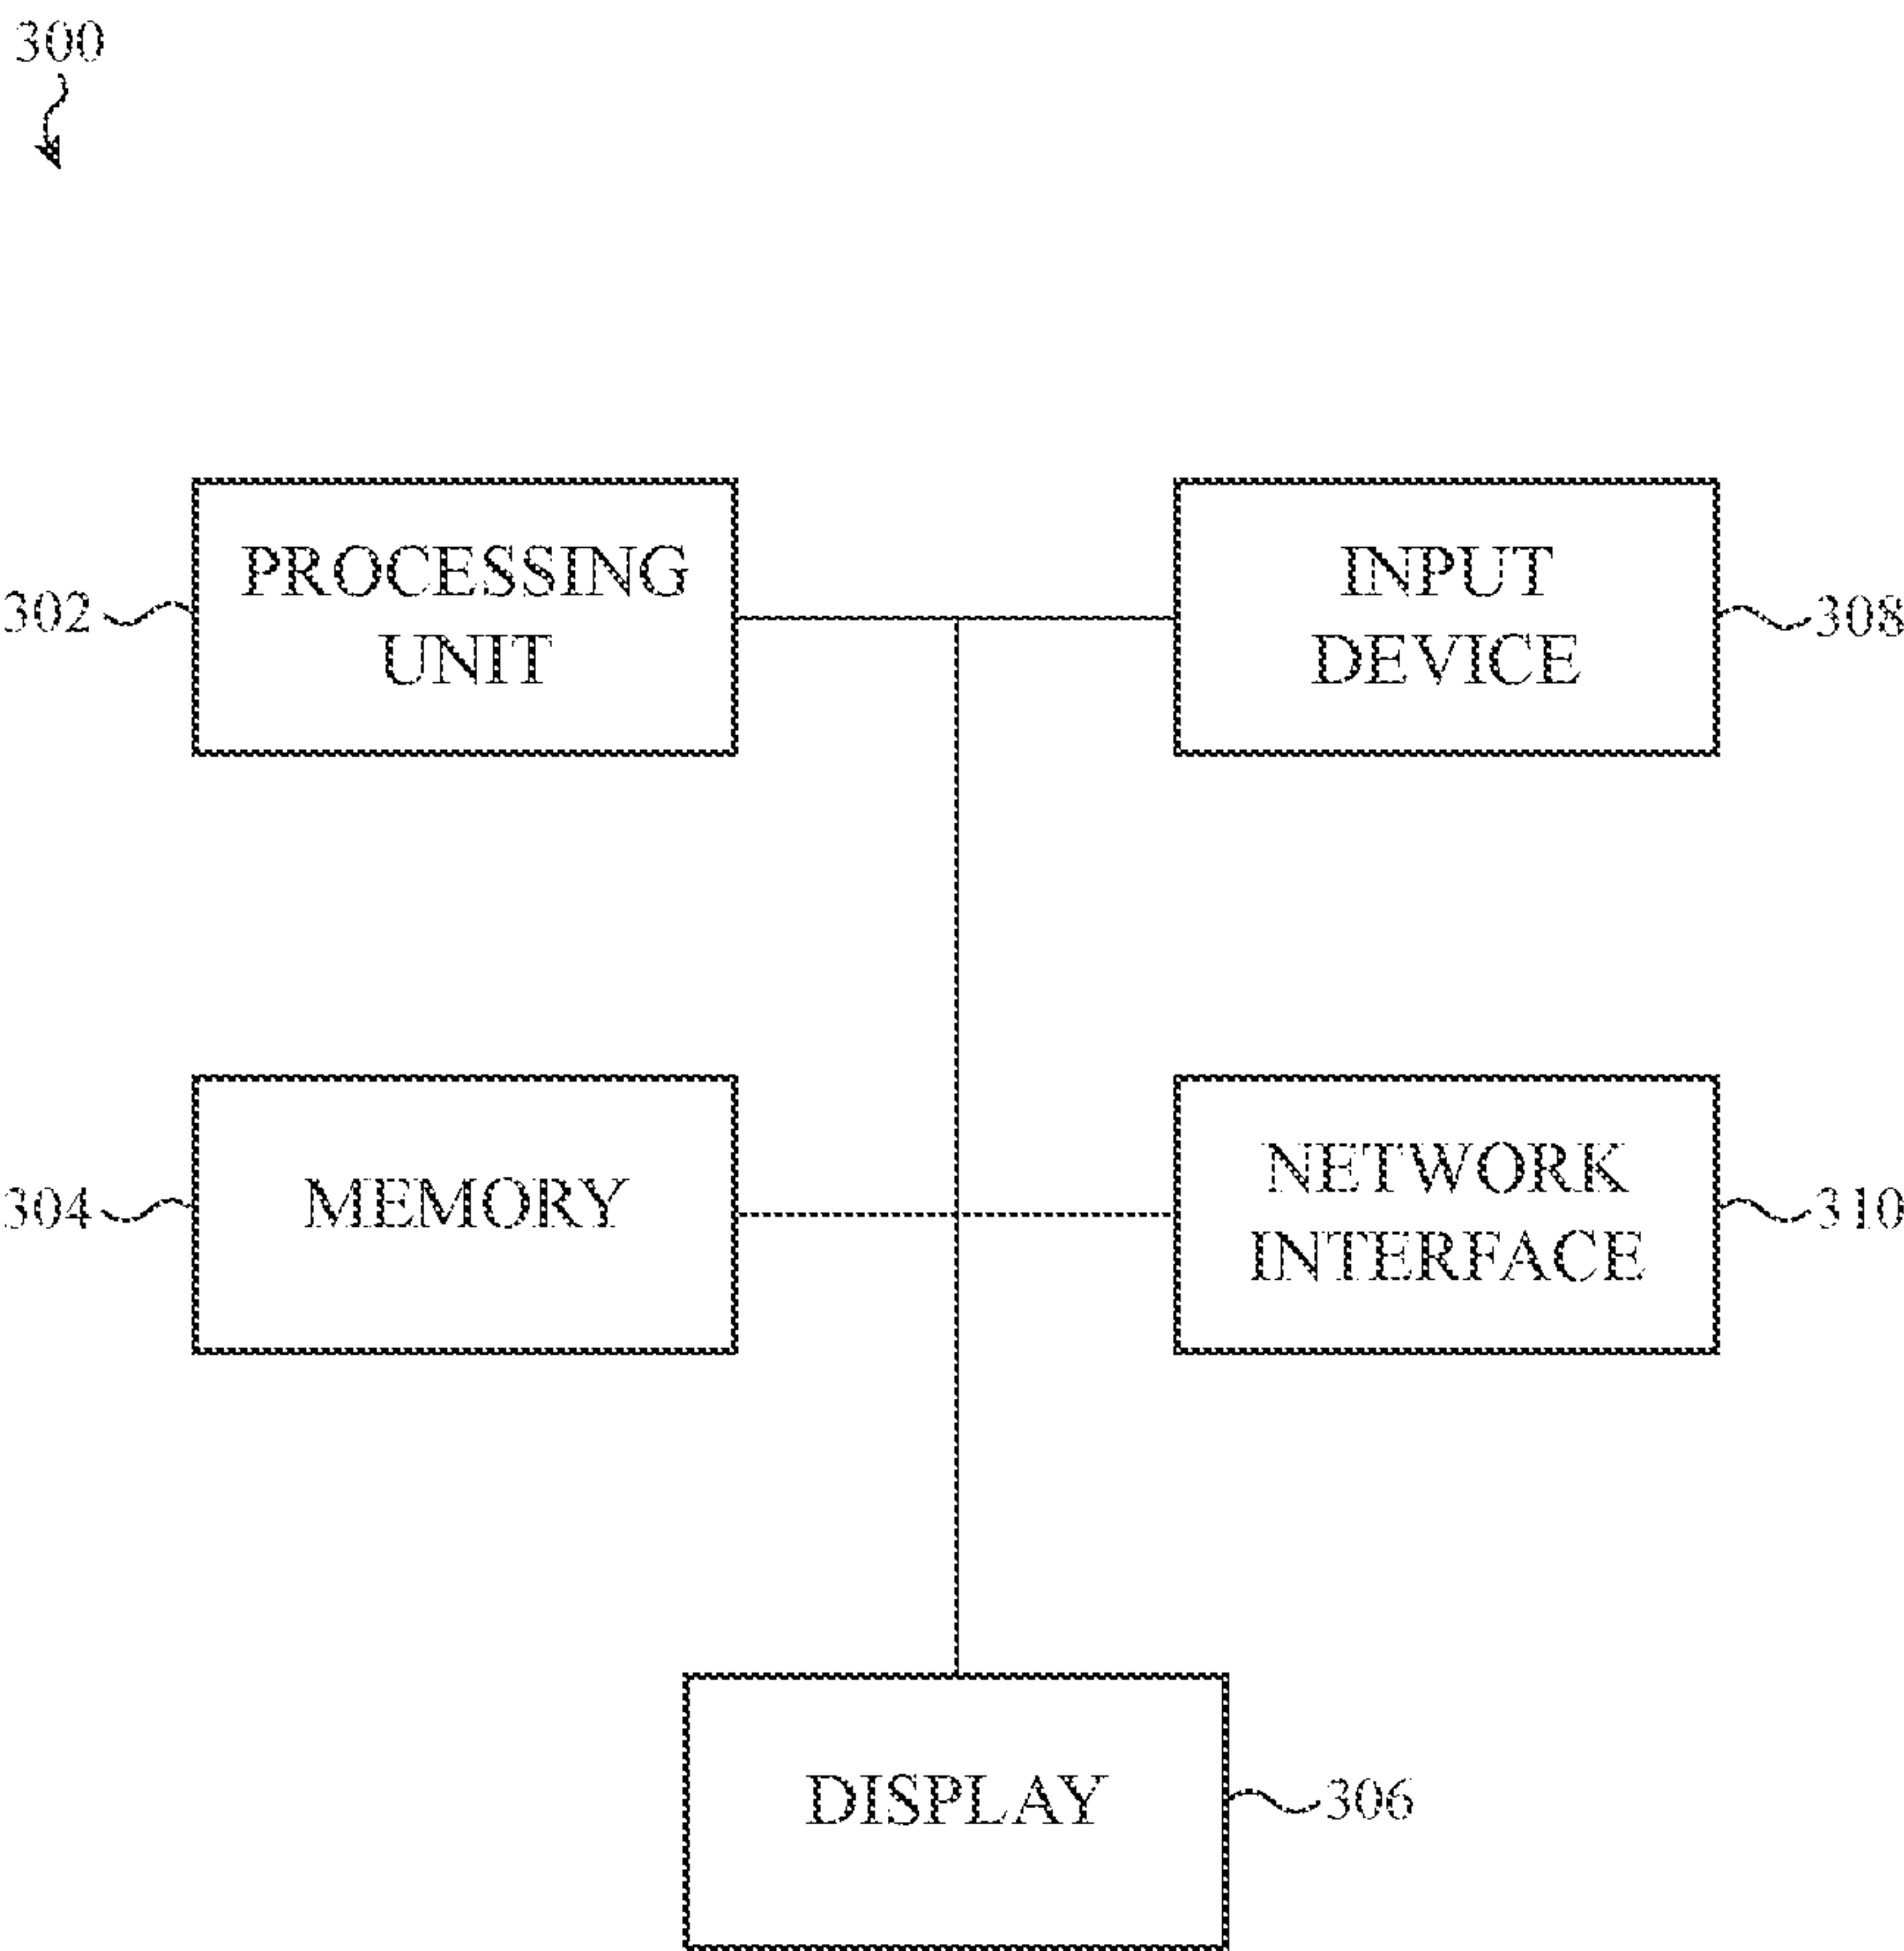 300
302
PROCESSING
UNIT
INPUT
DEVICE
308
304
MEMORY
NETWORK
INTERFACE
310
DISPLAY
306